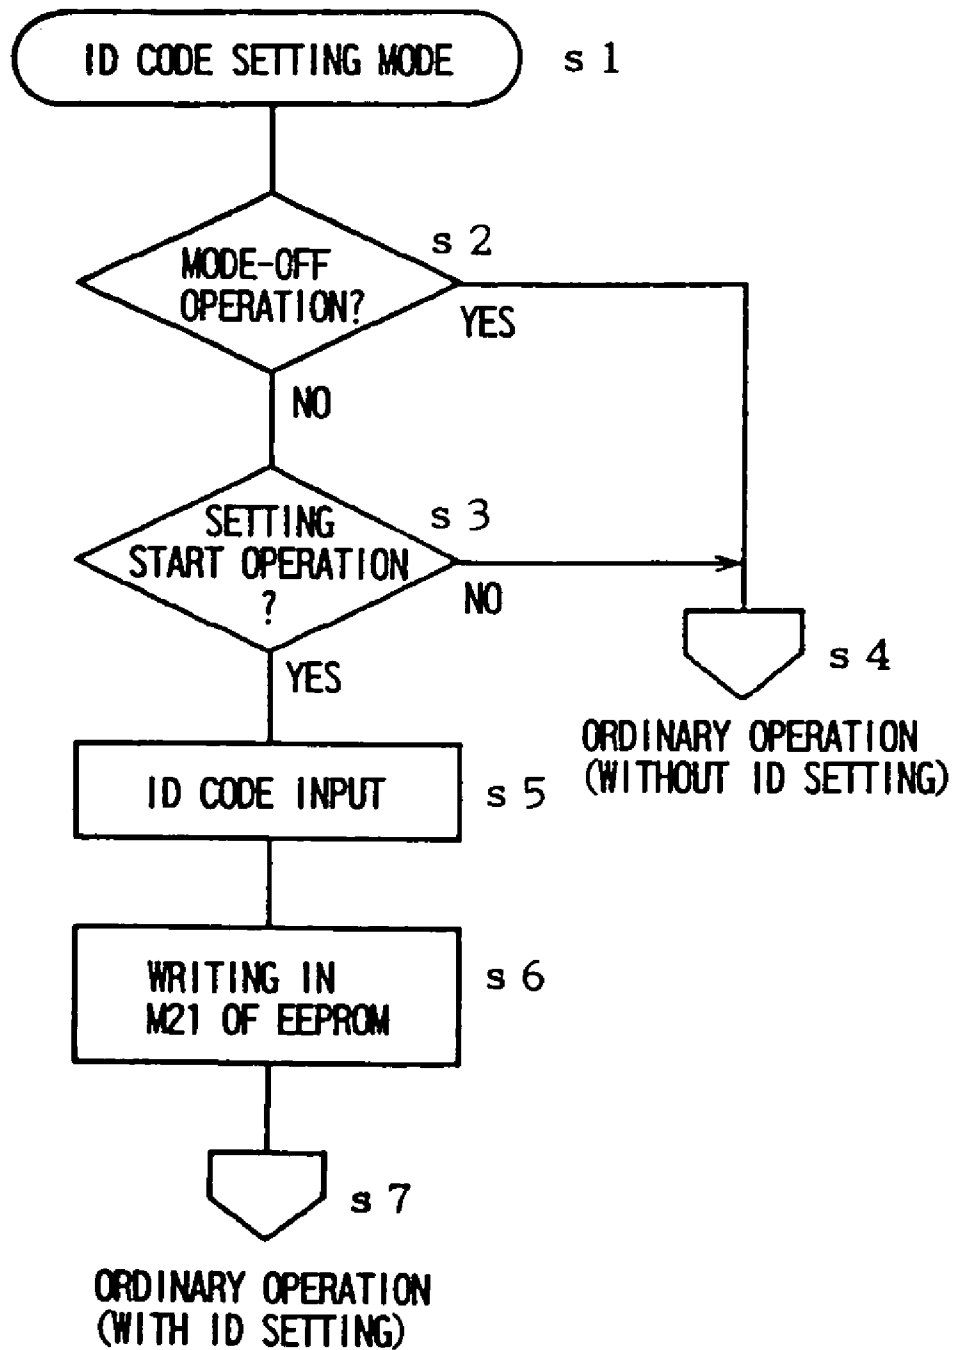 ID CODE SETTING MODE
s 1
s 2
MODE-OFF
OPERATION?
YES
NO
s 3
SETTING
START OPERATION
?
NO
YES
s 4
ORDINARY OPERATION
(WITHOUT ID SETTING)
ID CODE INPUT
s 5
WRITING IN
M21 OF EEPROM
s 6
s 7
ORDINARY OPERATION
(WITH ID SETTING)